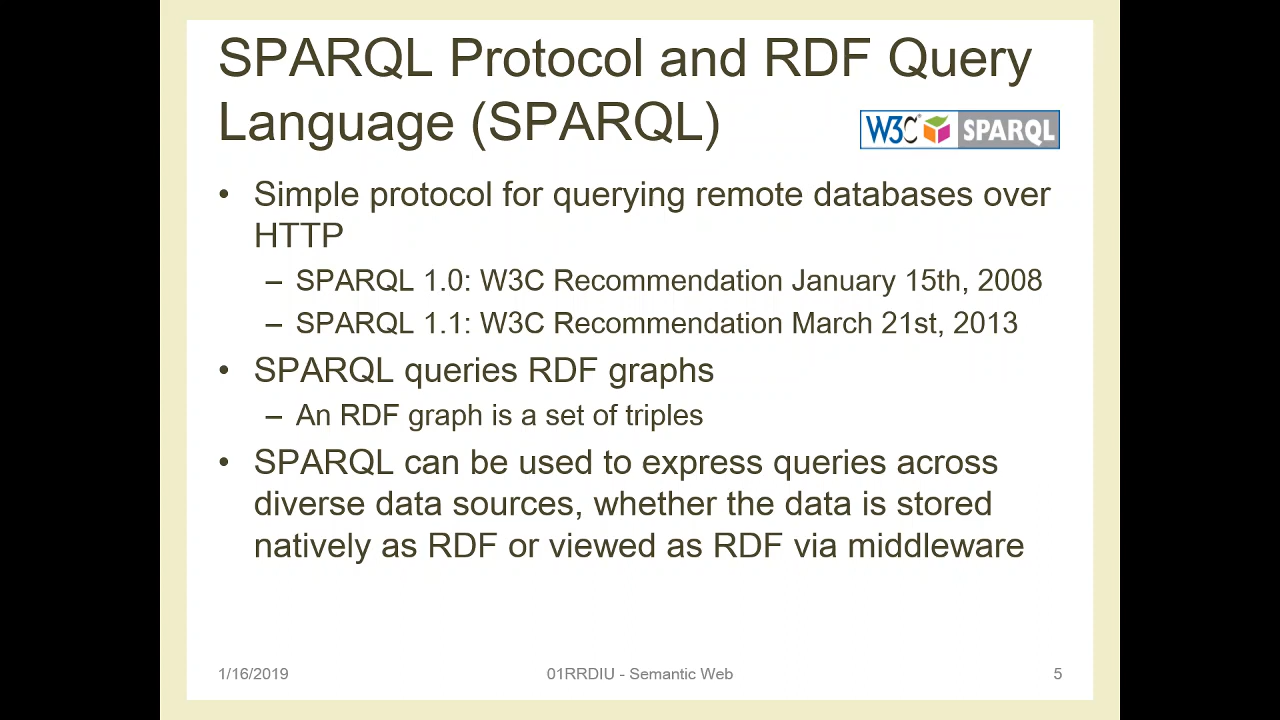 SPARQL Protocol and RDF Query
Language (SPARQL)
W3C® SPARQL
• Simple protocol for querying remote databases over
HTTP
– SPARQL 1.0: W3C Recommendation January 15th, 2008
– SPARQL 1.1: W3C Recommendation March 21st, 2013
• SPARQL queries RDF graphs
– An RDF graph is a set of triples
• SPARQL can be used to express queries across
diverse data sources, whether the data is stored
natively as RDF or viewed as RDF via middleware
1/16/2019 01RRDIU - Semantic Web 5